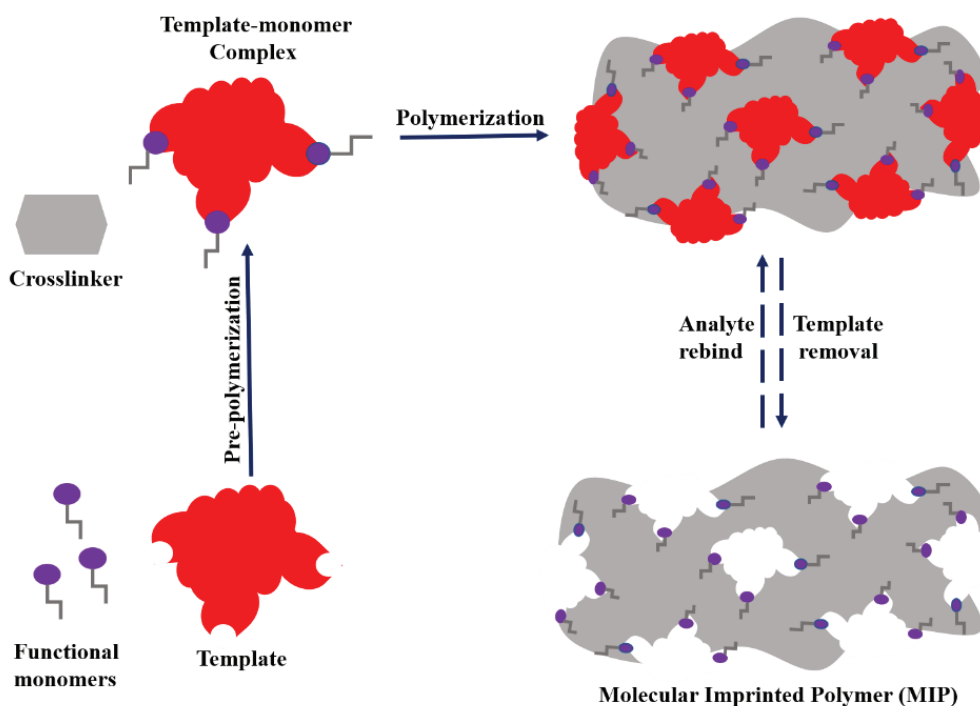 Template-monomer
Complex
Polymerization
Crosslinker
Pre-polymerization
Analyte
rebind
Template
removal
Functional
monomers
Template
Molecular Imprinted Polymer (MIP)